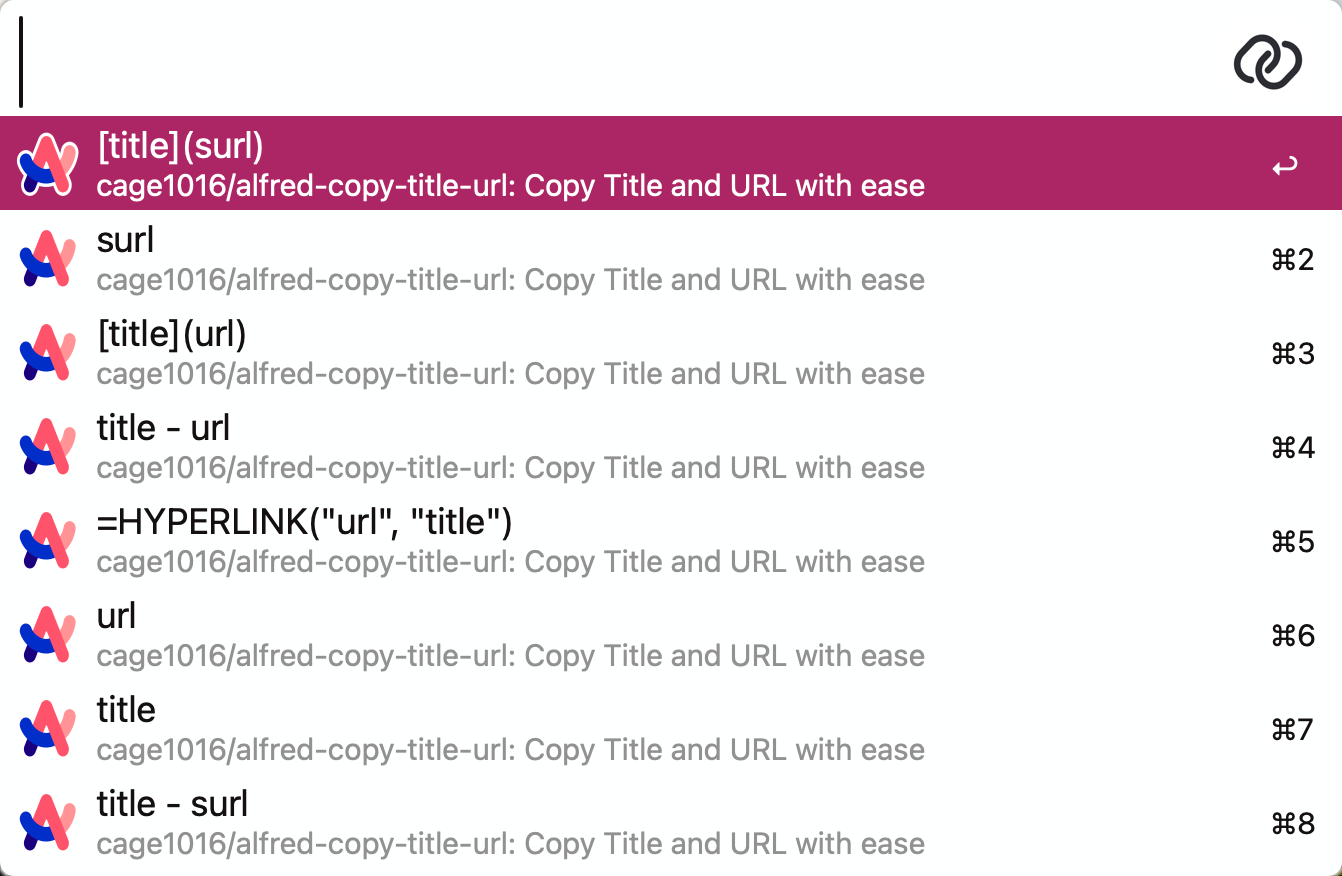 [title](surl)
cage1016/alfred-copy-title-url: Copy Title and URL with ease
↩
surl
cage1016/alfred-copy-title-url: Copy Title and URL with ease
⌘2
[title](url)
cage1016/alfred-copy-title-url: Copy Title and URL with ease
⌘3
title - url
cage1016/alfred-copy-title-url: Copy Title and URL with ease
⌘4
=HYPERLINK("url", "title")
cage1016/alfred-copy-title-url: Copy Title and URL with ease
⌘5
url
cage1016/alfred-copy-title-url: Copy Title and URL with ease
⌘6
title
cage1016/alfred-copy-title-url: Copy Title and URL with ease
⌘7
title - surl
cage1016/alfred-copy-title-url: Copy Title and URL with ease
⌘8